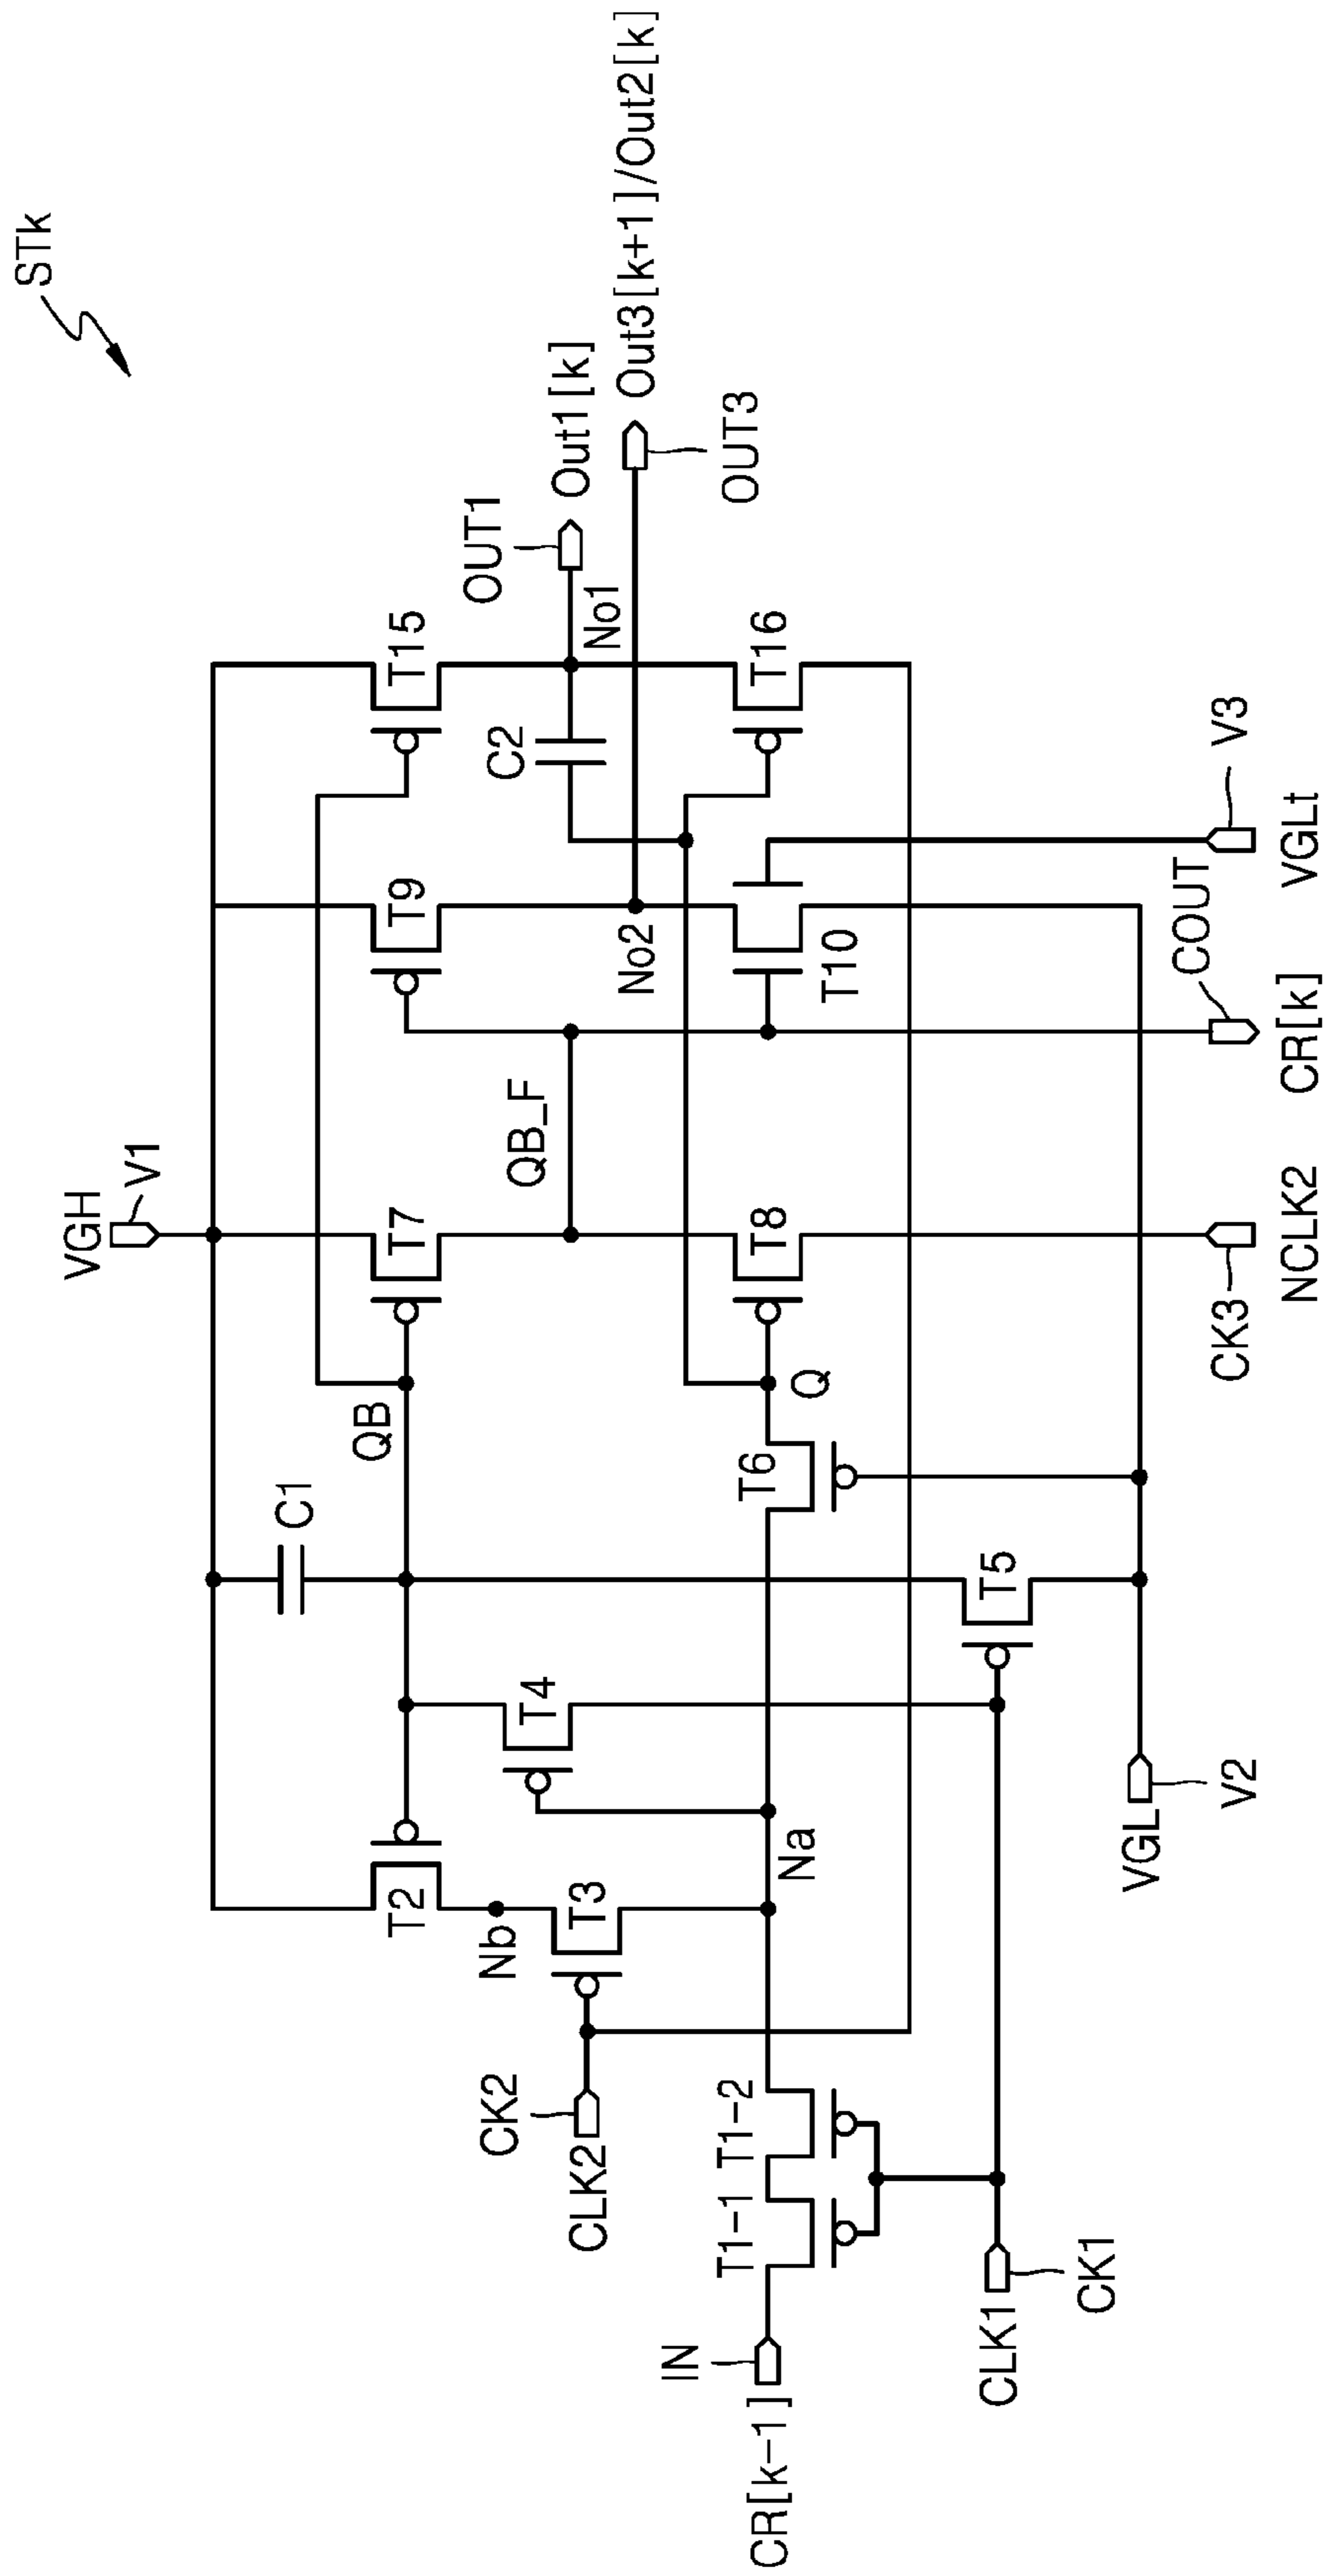 STk
VGH
V1
C1
QB
T7
T9
T15
OUT1
Out1[k]
T2
T4
QB_F
C2
No1
Out3[k+1]/Out2[k]
Nb
No2
OUT3
CK2
T3
CLK2
IN
T1-1
T1-2
Na
T6
Q
T8
T10
T16
CR[k-1]
T5
CLK1
CK1
VGL
V2
CK3
NCLK2
COUT
CR[k]
V3
VGLt